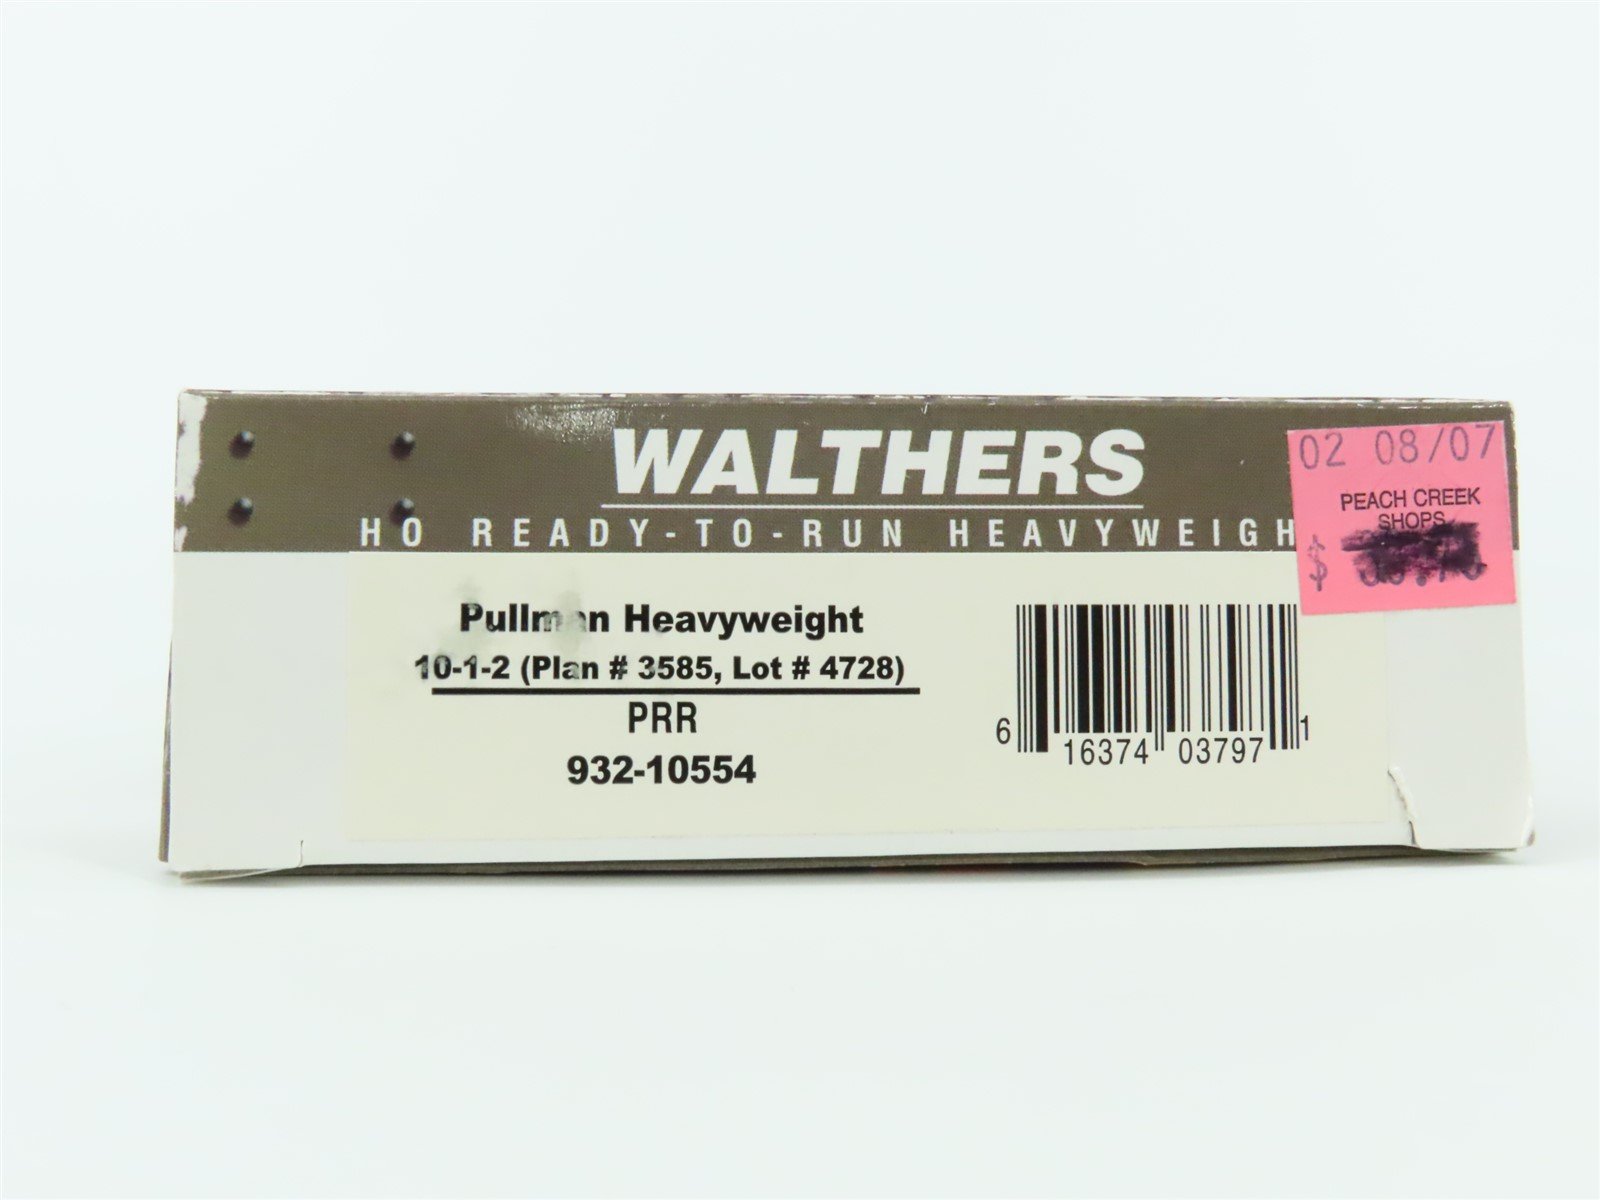 WALTHERS
HO READY-TO-RUN HEAVYWEIGH
02 08/07
PEACH CREEK
SHOPS
$
Pullman Heavyweight
10-1-2 (Plan # 3585, Lot # 4728)
PRR
932-10554
6 16374 03797 1